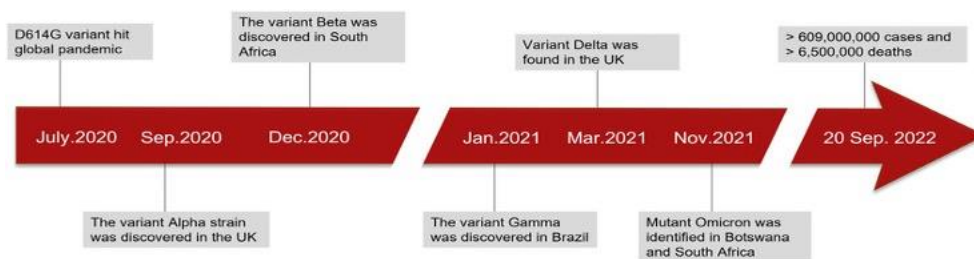 D614G variant hit
global pandemic
The variant Beta was
discovered in South
Africa
Variant Delta was
found in the UK
> 609,000,000 cases and
> 6,500,000 deaths
July.2020
Sep.2020
Dec.2020
Jan.2021
Mar.2021
Nov.2021
20 Sep. 2022
The variant Alpha strain
was discovered in the UK
The variant Gamma
was discovered in Brazil
Mutant Omicron was
identified in Botswana
and South Africa